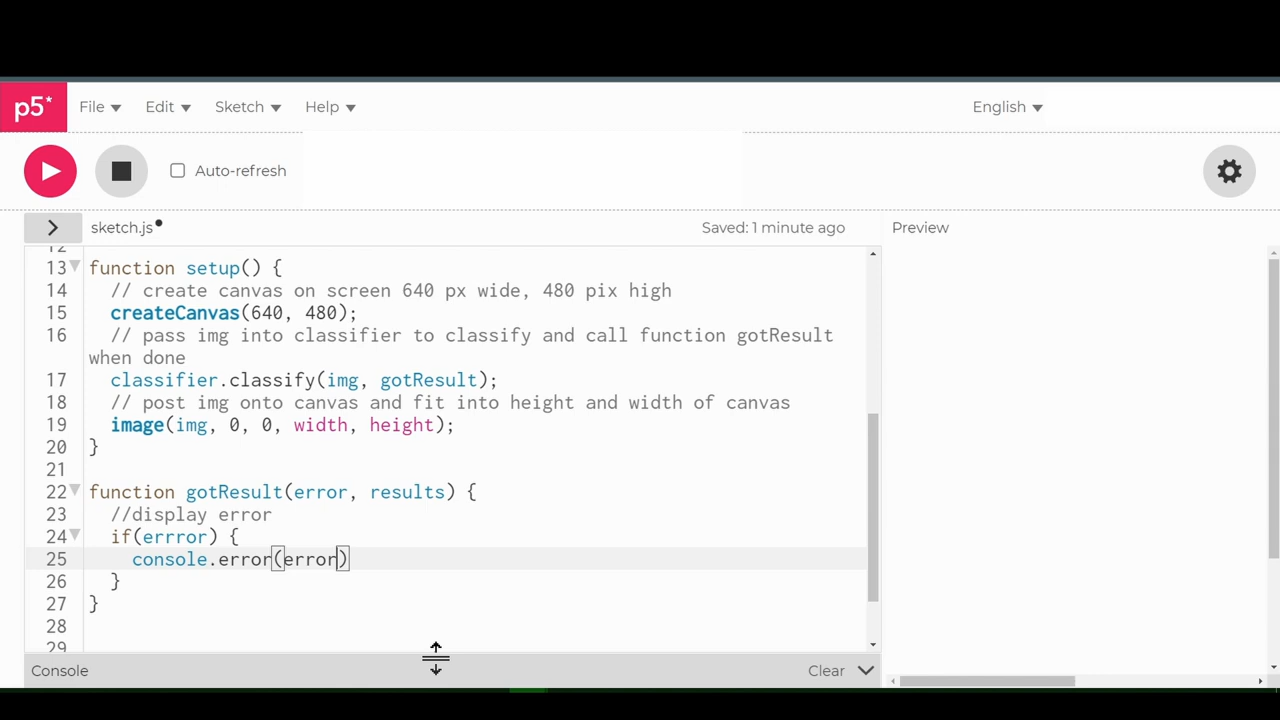 p5*
File Edit Sketch Help English
Auto-refresh
sketch.js Saved: 1 minute ago Preview
12
13 function setup() {
14 // create canvas on screen 640 px wide, 480 pix high
15 createCanvas(640, 480);
16 // pass img into classifier to classify and call function gotResult
when done
17 classifier.classify(img, gotResult);
18 // post img onto canvas and fit into height and width of canvas
19 image(img, 0, 0, width, height);
20 }
21
22 function gotResult(error, results) {
23 //display error
24 if(errror) {
25 console.error(error)
26 }
27 }
28
29
Console Clear